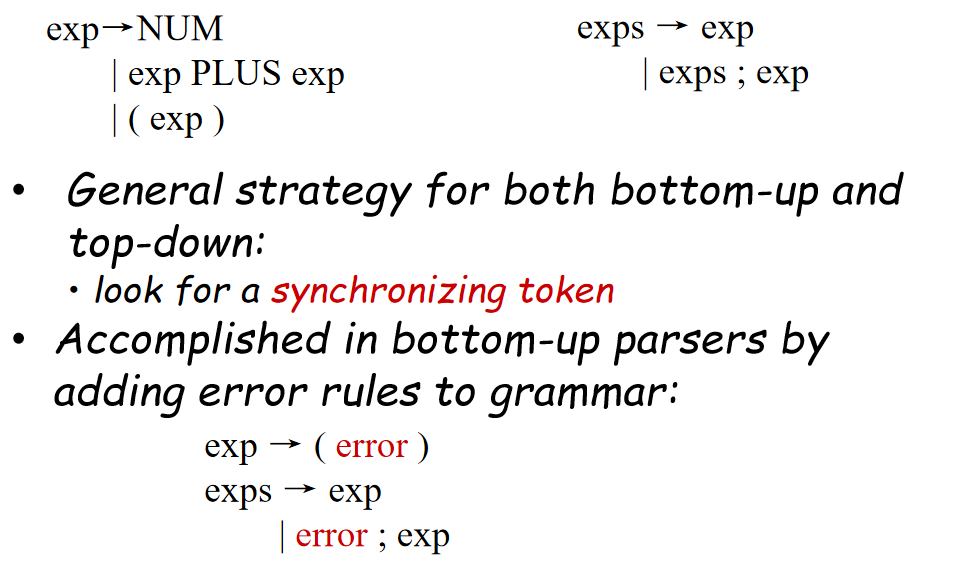 exp→NUM
| exp PLUS exp
| ( exp )
exps → exp
| exps ; exp
• General strategy for both bottom-up and
top-down:
• look for a synchronizing token
• Accomplished in bottom-up parsers by
adding error rules to grammar:
exp → ( error )
exps → exp
| error ; exp